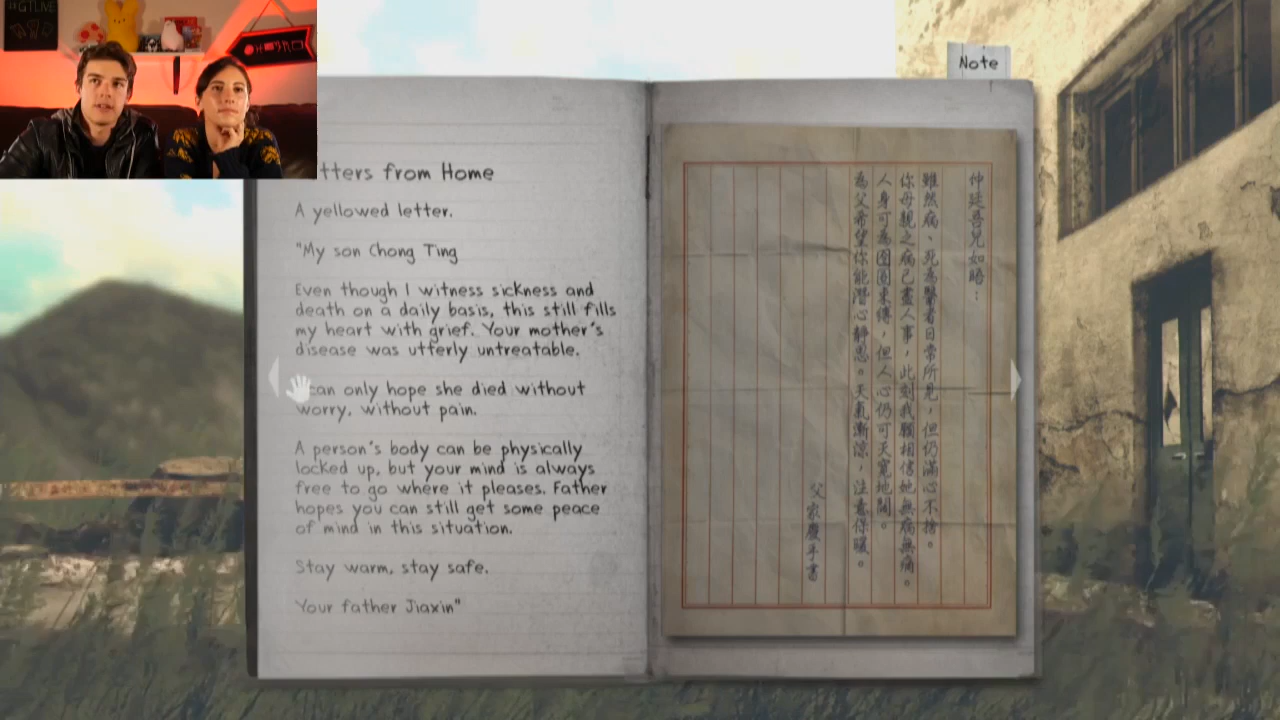 #GTLIVE
Note
tters from Home
A yellowed letter.
"My son Chong Ting
Even though I witness sickness and
death on a daily basis, this still fills
my heart with grief. Your mother's
disease was utterly untreatable.
can only hope she died without
worry, without pain.
A person's body can be physically
locked up, but your mind is always
free to go where it pleases. Father
hopes you can still get some peace
of mind in this situation.
Stay warm, stay safe.
Your father Jiaxin"
仲廷吾兒如晤：
雖然病、死為醫者日常所見，但仍滿心不捨。
你母親之病已盡人事，此刻我願相信她無病無痛。
人身可為囹圄束縛，但人心仍可天寬地闊。
為父希望你能潛心靜思。天氣漸涼，注意保暖。
父